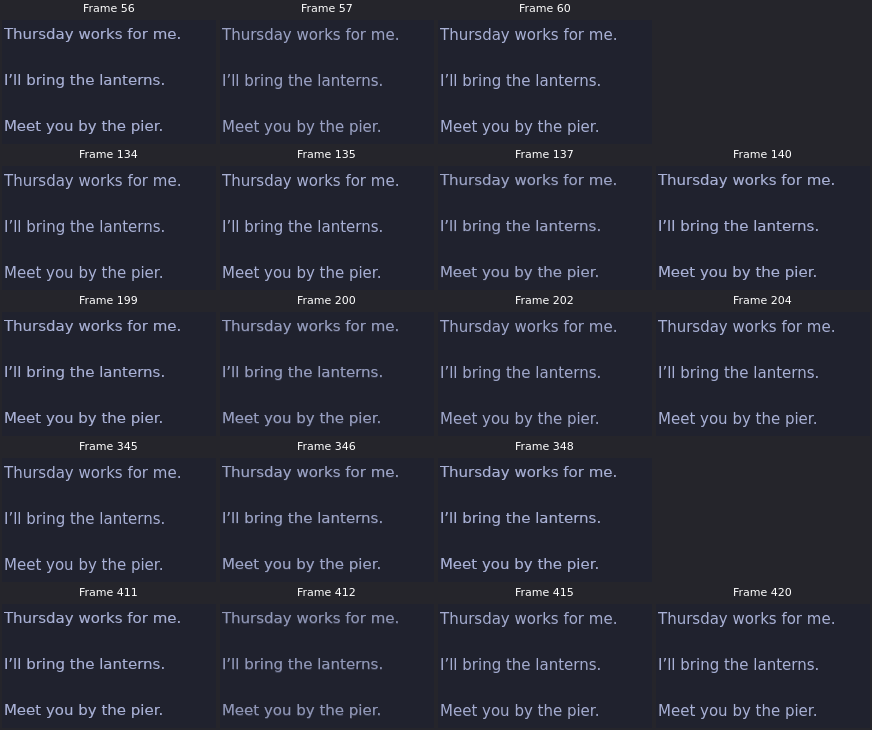 Frame 56 Frame 57 Frame 60
Thursday works for me. Thursday works for me. Thursday works for me.
I’ll bring the lanterns. I’ll bring the lanterns. I’ll bring the lanterns.
Meet you by the pier. Meet you by the pier. Meet you by the pier.
Frame 134 Frame 135 Frame 137 Frame 140
Thursday works for me. Thursday works for me. Thursday works for me. Thursday works for me.
I’ll bring the lanterns. I’ll bring the lanterns. I’ll bring the lanterns. I’ll bring the lanterns.
Meet you by the pier. Meet you by the pier. Meet you by the pier. Meet you by the pier.
Frame 199 Frame 200 Frame 202 Frame 204
Thursday works for me. Thursday works for me. Thursday works for me. Thursday works for me.
I’ll bring the lanterns. I’ll bring the lanterns. I’ll bring the lanterns. I’ll bring the lanterns.
Meet you by the pier. Meet you by the pier. Meet you by the pier. Meet you by the pier.
Frame 345 Frame 346 Frame 348
Thursday works for me. Thursday works for me. Thursday works for me.
I’ll bring the lanterns. I’ll bring the lanterns. I’ll bring the lanterns.
Meet you by the pier. Meet you by the pier. Meet you by the pier.
Frame 411 Frame 412 Frame 415 Frame 420
Thursday works for me. Thursday works for me. Thursday works for me. Thursday works for me.
I’ll bring the lanterns. I’ll bring the lanterns. I’ll bring the lanterns. I’ll bring the lanterns.
Meet you by the pier. Meet you by the pier. Meet you by the pier. Meet you by the pier.